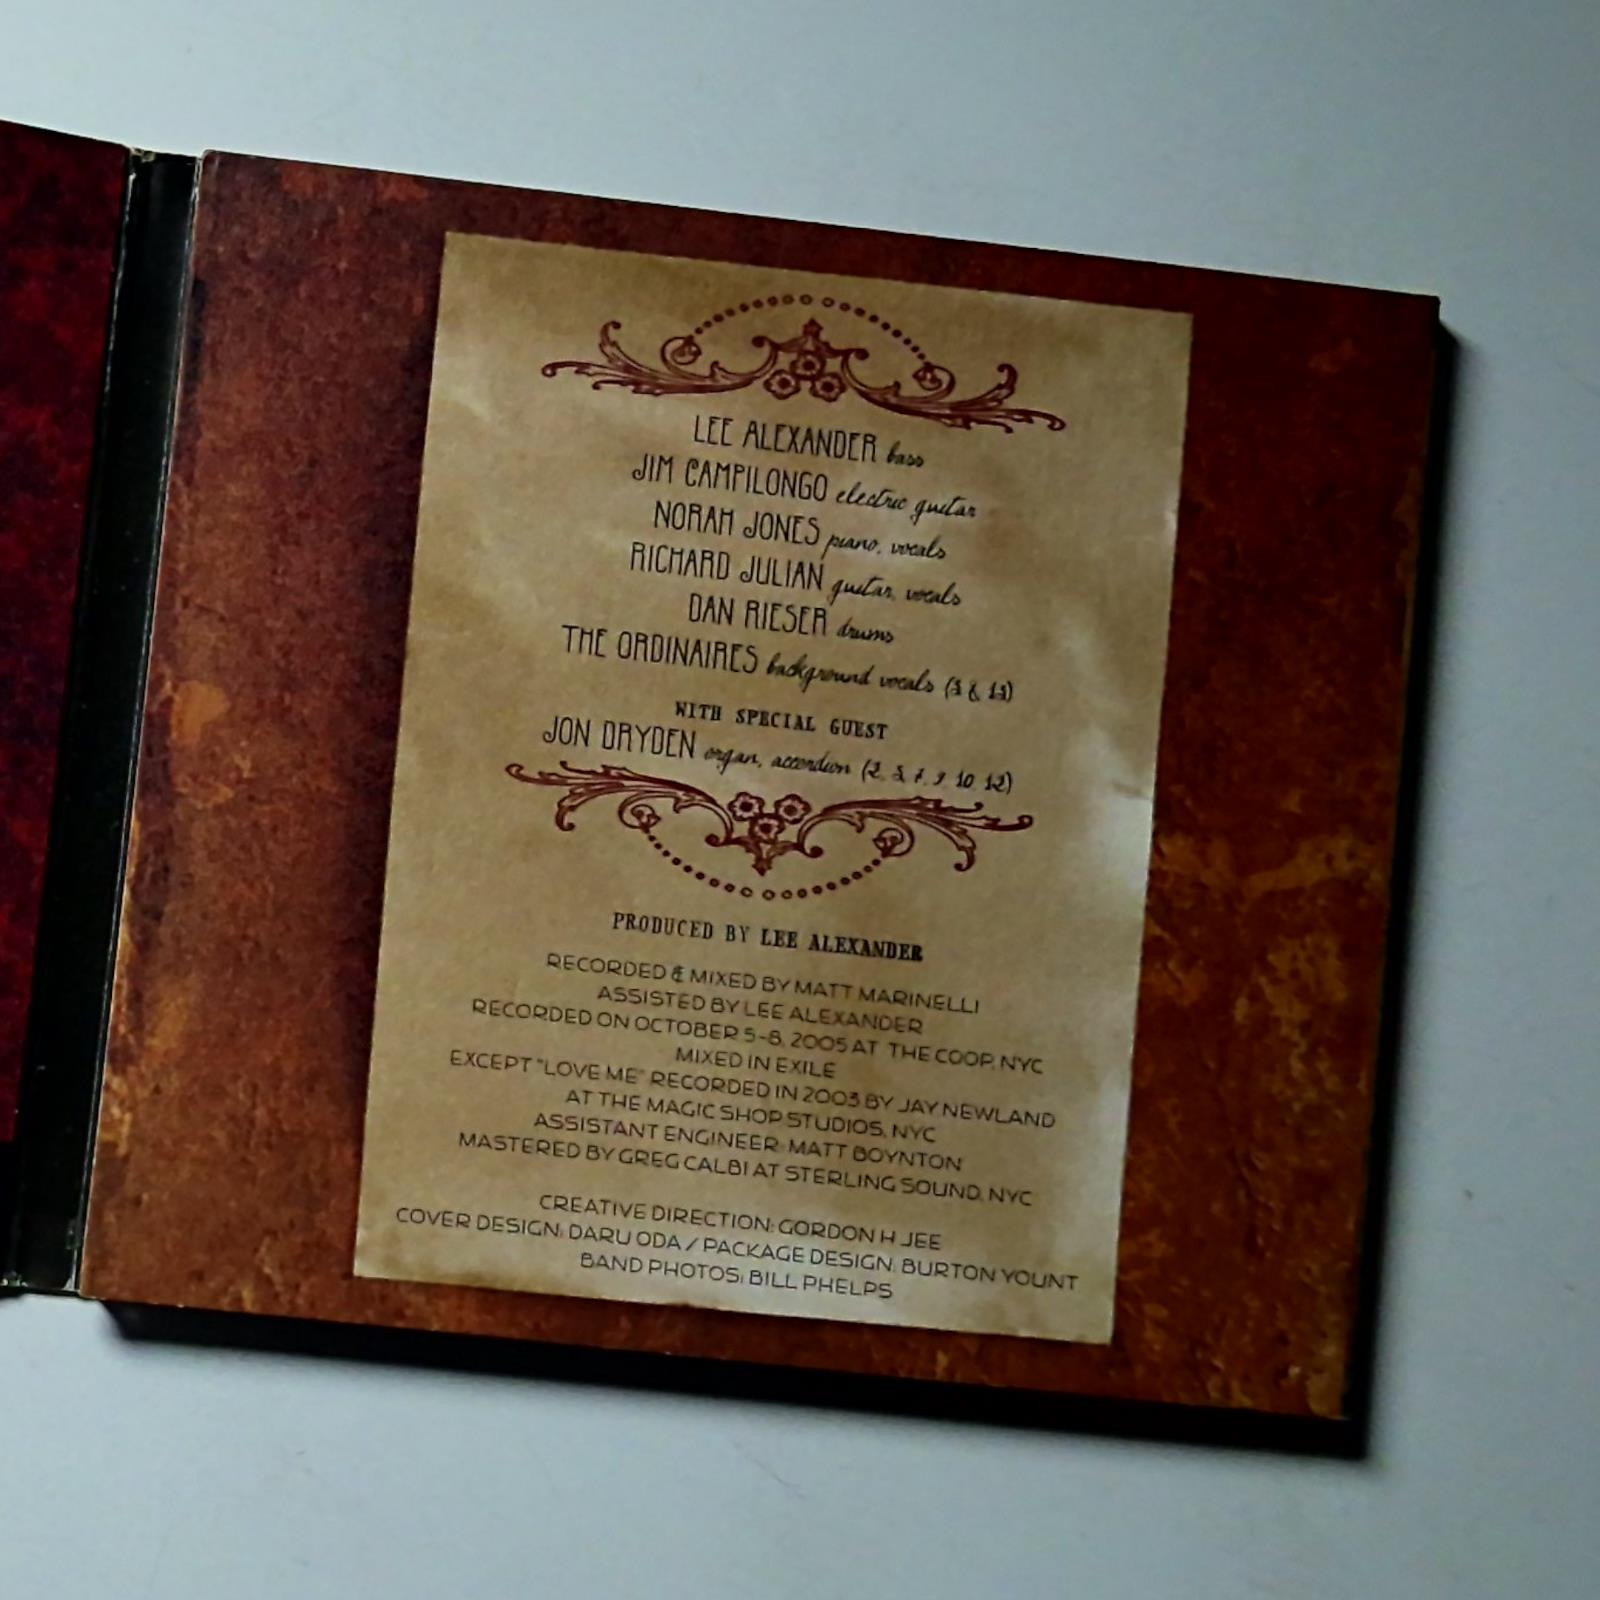 LEE ALEXANDER bass
JIM CAMPILONGO electric guitar
NORAH JONES piano, vocals
RICHARD JULIAN guitar, vocals
DAN RIESER drums
THE ORDINAIRES background vocals (3 & 11)
WITH SPECIAL GUEST
JON DRYDEN organ, accordion (2, 3, 7, 9, 10, 12)
PRODUCED BY LEE ALEXANDER
RECORDED & MIXED BY MATT MARINELLI
ASSISTED BY LEE ALEXANDER
RECORDED ON OCTOBER 5-8, 2005 AT THE COOP, NYC
MIXED IN EXILE
EXCEPT "LOVE ME" RECORDED IN 2003 BY JAY NEWLAND
AT THE MAGIC SHOP STUDIOS, NYC
ASSISTANT ENGINEER: MATT BOYNTON
MASTERED BY GREG CALBI AT STERLING SOUND, NYC
CREATIVE DIRECTION: GORDON H JEE
COVER DESIGN: DARU ODA / PACKAGE DESIGN: BURTON YOUNT
BAND PHOTOS: BILL PHELPS